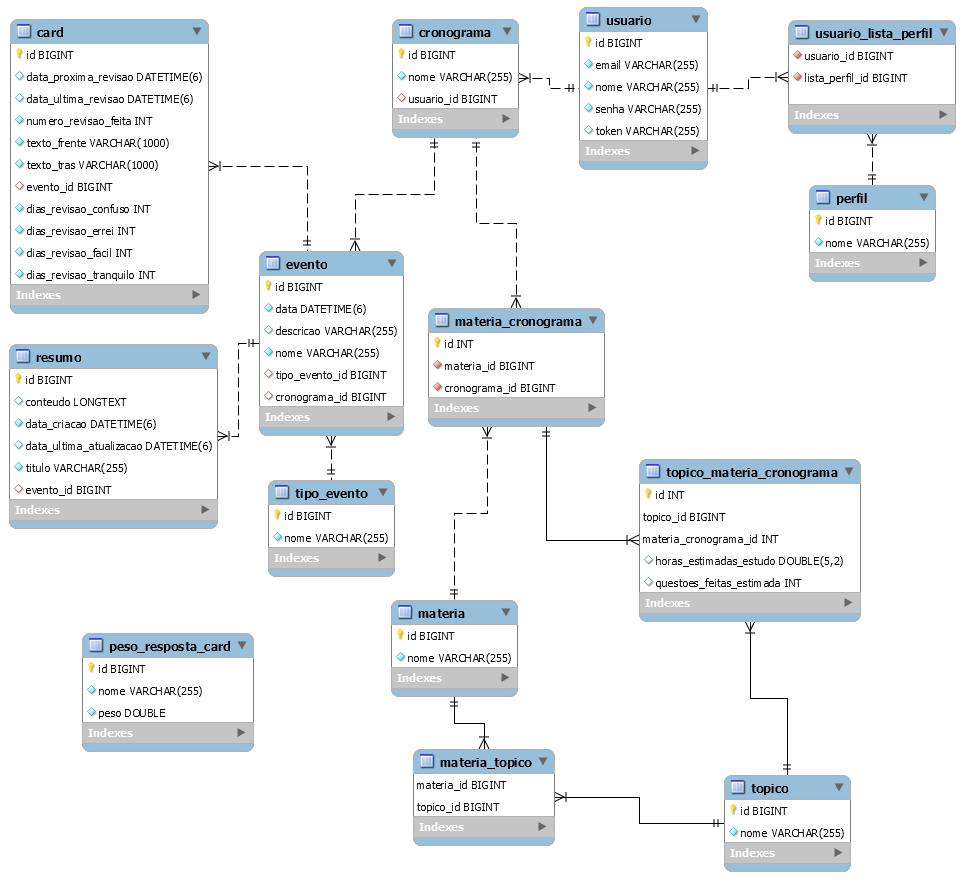 card
id BIGINT
data_proxima_revisao DATETIME(6)
data_ultima_revisao DATETIME(6)
numero_revisao_feita INT
texto_frente VARCHAR(1000)
texto_tras VARCHAR(1000)
evento_id BIGINT
dias_revisao_confuso INT
dias_revisao_errei INT
dias_revisao_facil INT
dias_revisao_tranquilo INT
Indexes
cronograma
id BIGINT
nome VARCHAR(255)
usuario_id BIGINT
Indexes
usuario
id BIGINT
email VARCHAR(255)
nome VARCHAR(255)
senha VARCHAR(255)
token VARCHAR(255)
Indexes
usuario_lista_perfil
usuario_id BIGINT
lista_perfil_id BIGINT
Indexes
perfil
id BIGINT
nome VARCHAR(255)
Indexes
evento
id BIGINT
data DATETIME(6)
descricao VARCHAR(255)
nome VARCHAR(255)
tipo_evento_id BIGINT
cronograma_id BIGINT
Indexes
materia_cronograma
id INT
materia_id BIGINT
cronograma_id BIGINT
Indexes
resumo
id BIGINT
conteudo LONGTEXT
data_criacao DATETIME(6)
data_ultima_atualizacao DATETIME(6)
titulo VARCHAR(255)
evento_id BIGINT
Indexes
tipo_evento
id BIGINT
nome VARCHAR(255)
Indexes
topico_materia_cronograma
id INT
topico_id BIGINT
materia_cronograma_id INT
horas_estimadas_estudo DOUBLE(5,2)
questoes_feitas_estimada INT
Indexes
materia
id BIGINT
nome VARCHAR(255)
Indexes
peso_resposta_card
id BIGINT
nome VARCHAR(255)
peso DOUBLE
Indexes
materia_topico
materia_id BIGINT
topico_id BIGINT
Indexes
topico
id BIGINT
nome VARCHAR(255)
Indexes